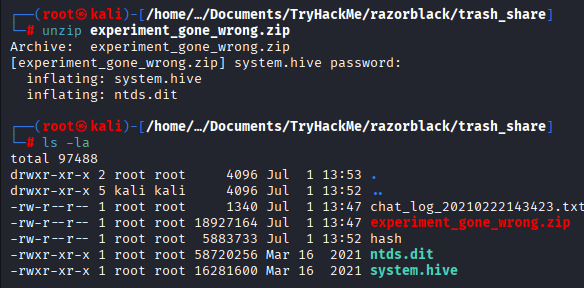 ┌──(root㉿kali)-[/home/…/Documents/TryHackMe/razorblack/trash_share]
└─# unzip experiment_gone_wrong.zip
Archive:  experiment_gone_wrong.zip
[experiment_gone_wrong.zip] system.hive password:
  inflating: system.hive
  inflating: ntds.dit
┌──(root㉿kali)-[/home/…/Documents/TryHackMe/razorblack/trash_share]
└─# ls -la
total 97488
drwxr-xr-x 2 root root     4096 Jul  1 13:53 .
drwxr-xr-x 5 kali kali     4096 Jul  1 13:52 ..
-rw-r--r-- 1 root root     1340 Jul  1 13:47 chat_log_20210222143423.txt
-rw-r--r-- 1 root root 18927164 Jul  1 13:47 experiment_gone_wrong.zip
-rw-r--r-- 1 root root  5883733 Jul  1 13:52 hash
-rwxr-xr-x 1 root root 58720256 Mar 16  2021 ntds.dit
-rwxr-xr-x 1 root root 16281600 Mar 16  2021 system.hive